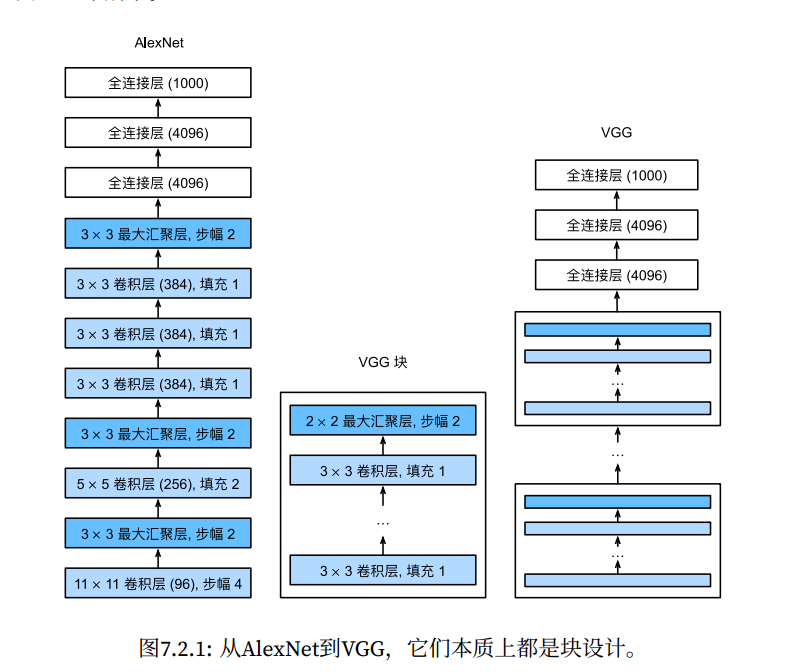 AlexNet
全连接层 (1000)
全连接层 (4096)
全连接层 (4096)
3 × 3 最大汇聚层, 步幅 2
3 × 3 卷积层 (384), 填充 1
3 × 3 卷积层 (384), 填充 1
3 × 3 卷积层 (384), 填充 1
3 × 3 最大汇聚层, 步幅 2
5 × 5 卷积层 (256), 填充 2
3 × 3 最大汇聚层, 步幅 2
11 × 11 卷积层 (96), 步幅 4
VGG 块
2 × 2 最大汇聚层, 步幅 2
3 × 3 卷积层, 填充 1
...
3 × 3 卷积层, 填充 1
VGG
全连接层 (1000)
全连接层 (4096)
全连接层 (4096)
...
...
...
图7.2.1: 从AlexNet到VGG，它们本质上都是块设计。